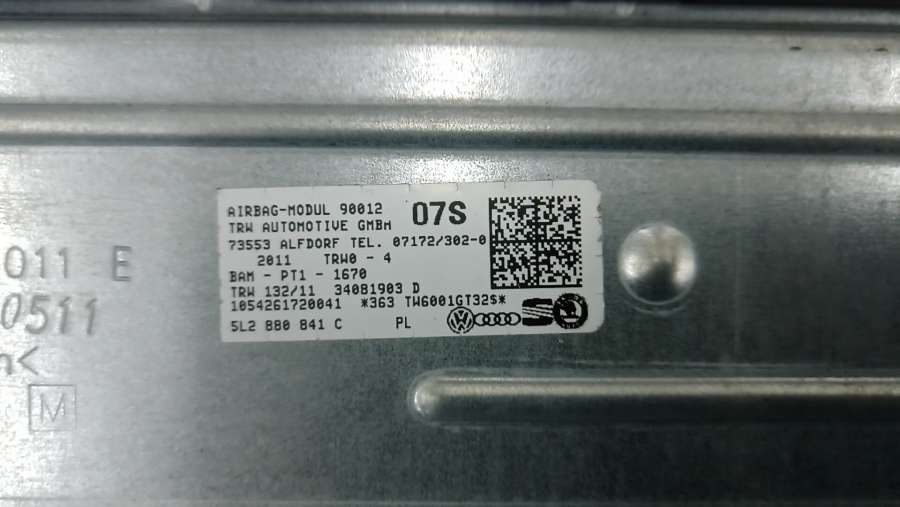 AIRBAG-MODUL 90012
07S
TRW AUTOMOTIVE GMBH
73553 ALFDORF TEL. 07172/302-0
2011 TRW0 - 4
BAM - PT1 - 1670
TRW 132/11 34081903 D
1054261720041 *363 TW6001GT32S*
5L2 880 841 C PL
011 E
0511
M